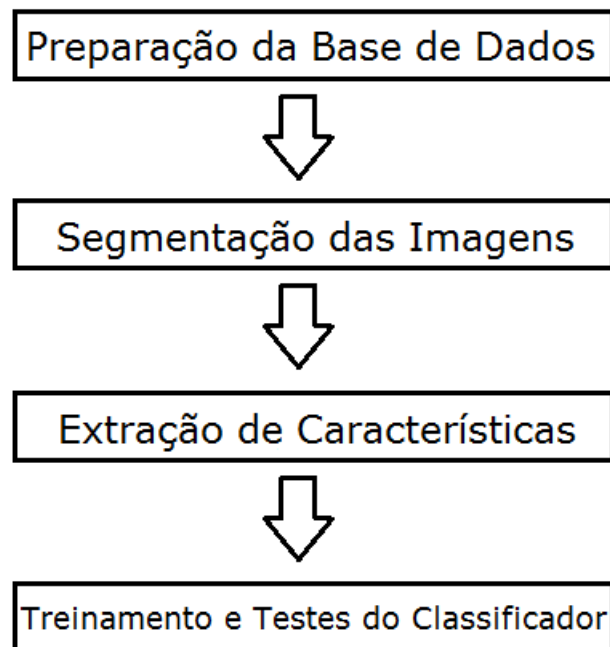 Preparação da Base de Dados
Segmentação das Imagens
Extração de Características
Treinamento e Testes do Classificador